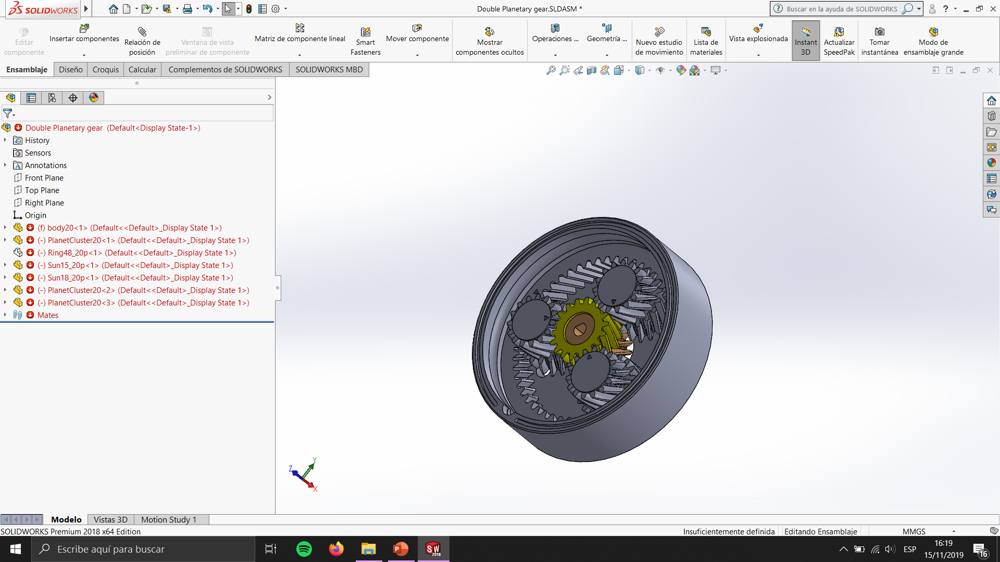 SOLIDWORKS
Double Planetary gear.SLDASM *
Buscar en la ayuda de SOLIDWORKS
Editar componente
Insertar componentes
Relación de posición
Ventana de vista preliminar de componente
Matriz de componente lineal
Smart Fasteners
Mover componente
Mostrar componentes ocultos
Operaciones ...
Geometría ...
Nuevo estudio de movimiento
Lista de materiales
Vista explosionada
Instant 3D
Actualizar SpeedPak
Tomar instantánea
Modo de ensamblaje grande
Ensamblaje
Diseño
Croquis
Calcular
Complementos de SOLIDWORKS
SOLIDWORKS MBD
Double Planetary gear (Default<Display State-1>)
History
Sensors
Annotations
Front Plane
Top Plane
Right Plane
Origin
(f) body20<1> (Default<<Default>_Display State 1>)
(-) PlanetCluster20<1> (Default<<Default>_Display State 1>)
(-) Ring48_20p<1> (Default<<Default>_Display State 1>)
(-) Sun15_20p<1> (Default<<Default>_Display State 1>)
(-) Sun18_20p<1> (Default<<Default>_Display State 1>)
(-) PlanetCluster20<2> (Default<<Default>_Display State 1>)
(-) PlanetCluster20<3> (Default<<Default>_Display State 1>)
Mates
Y
Z
X
Modelo
Vistas 3D
Motion Study 1
SOLIDWORKS Premium 2018 x64 Edition
Insuficientemente definida
Editando Ensamblaje
MMGS
Escribe aquí para buscar
P
SW
2018
ESP
16:19
15/11/2019
16